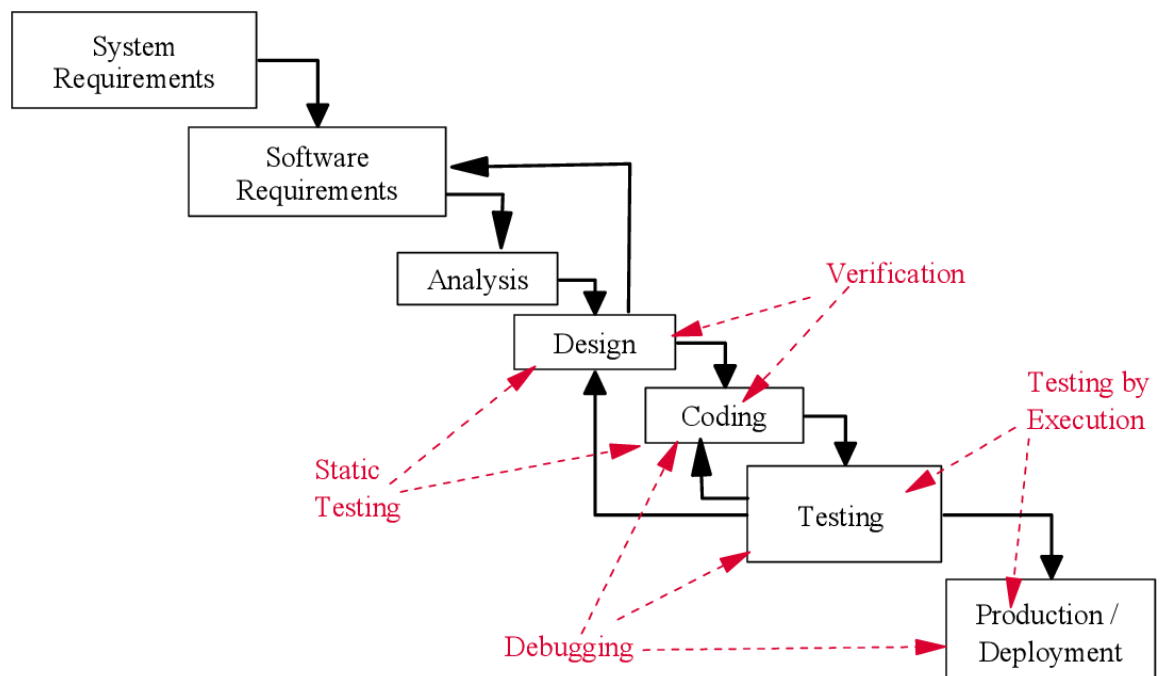 System
Requirements
Software
Requirements
Analysis
Verification
Design
Testing by
Execution
Coding
Static
Testing
Testing
Production /
Deployment
Debugging